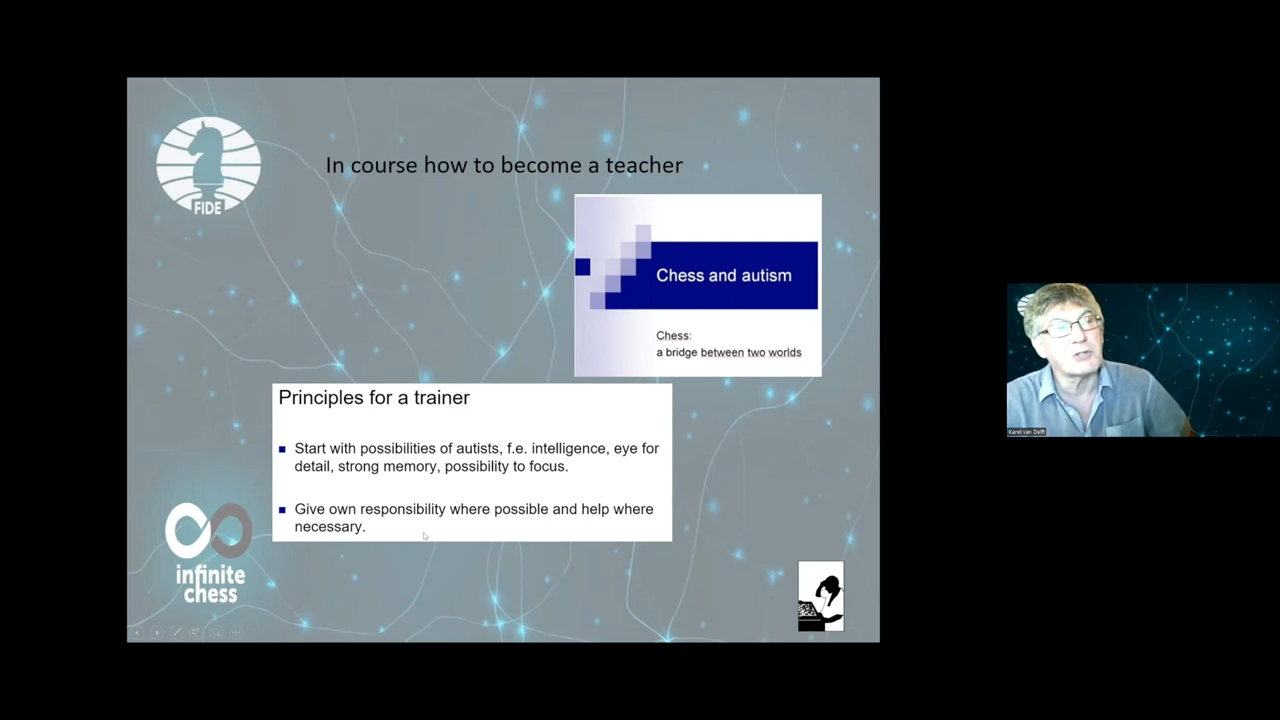 In course how to become a teacher
FIDE
Chess and autism
Chess:
a bridge between two worlds
Principles for a trainer
Start with possibilities of autists, f.e. intelligence, eye for
detail, strong memory, possibility to focus.
Give own responsibility where possible and help where
necessary.
infinite
chess
Karel van Delft